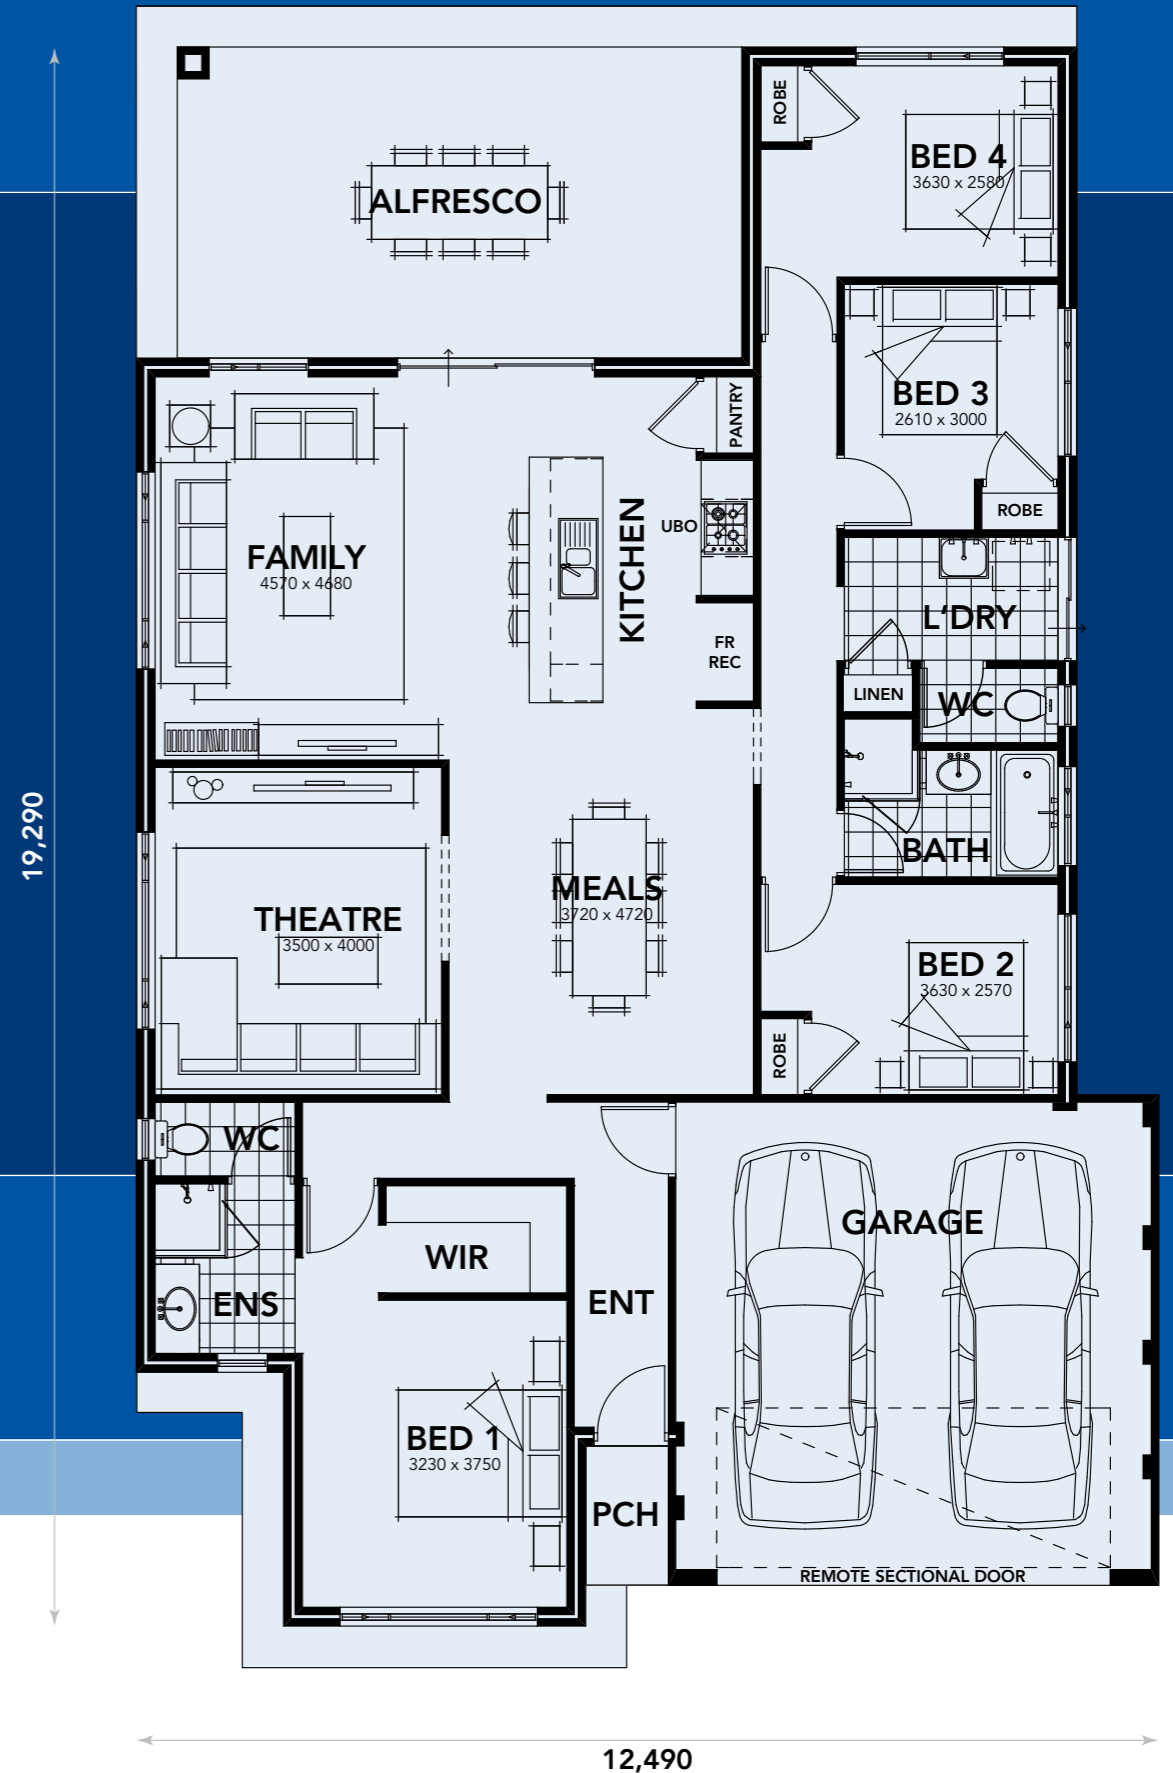 ROBE
BED 4
3630 x 2580
ALFRESCO
BED 3
2610 x 3000
PANTRY
ROBE
KITCHEN
UBO
FAMILY
4570 x 4680
L'DRY
FR
REC
LINEN
WC
19,290
BATH
MEALS
3720 x 4720
THEATRE
3500 x 4000
BED 2
3630 x 2570
ROBE
WC
GARAGE
WIR
ENS
ENT
BED 1
3230 x 3750
PCH
REMOTE SECTIONAL DOOR
12,490